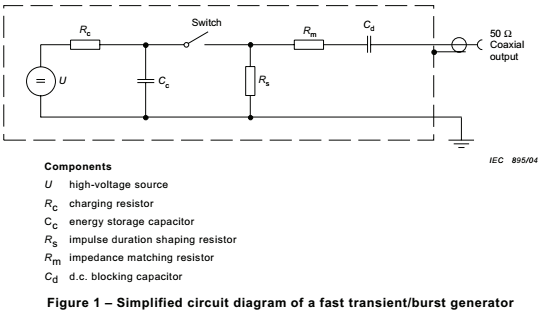 Switch
Rc
Rm
Cd
50 Ω
Coaxial
output
U
Cc
Rs
IEC 895/04
Components
U high-voltage source
Rc charging resistor
Cc energy storage capacitor
Rs impulse duration shaping resistor
Rm impedance matching resistor
Cd d.c. blocking capacitor
Figure 1 – Simplified circuit diagram of a fast transient/burst generator